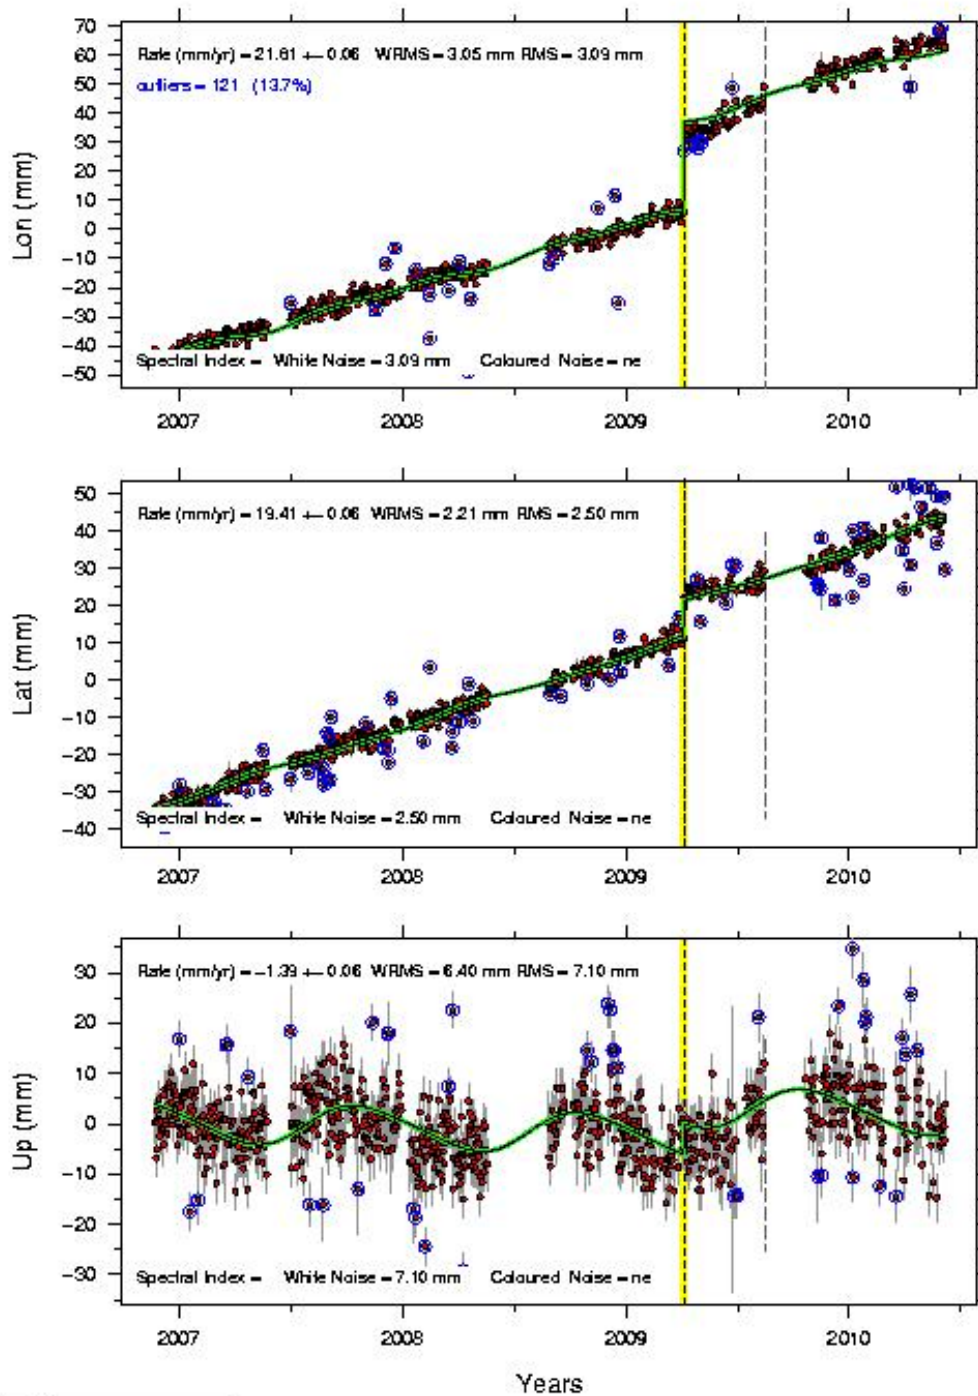 Rate (mm/yr) = 21.61 +- 0.06 WRMS = 3.05 mm RMS = 3.09 mm
outliers = 121 (13.7%)
70
60
50
40
30
20
10
0
-10
-20
-30
-40
-50
Lon (mm)
Spectral Index = White Noise = 3.09 mm Coloured Noise = ne
2007 2008 2009 2010
Rate (mm/yr) = 19.41 +- 0.06 WRMS = 2.21 mm RMS = 2.50 mm
50
40
30
20
10
0
-10
-20
-30
-40
Lat (mm)
Spectral Index = White Noise = 2.50 mm Coloured Noise = ne
2007 2008 2009 2010
Rate (mm/yr) = -1.39 +- 0.06 WRMS = 6.40 mm RMS = 7.10 mm
30
20
10
0
-10
-20
-30
Up (mm)
Spectral Index = White Noise = 7.10 mm Coloured Noise = ne
2007 2008 2009 2010
Years